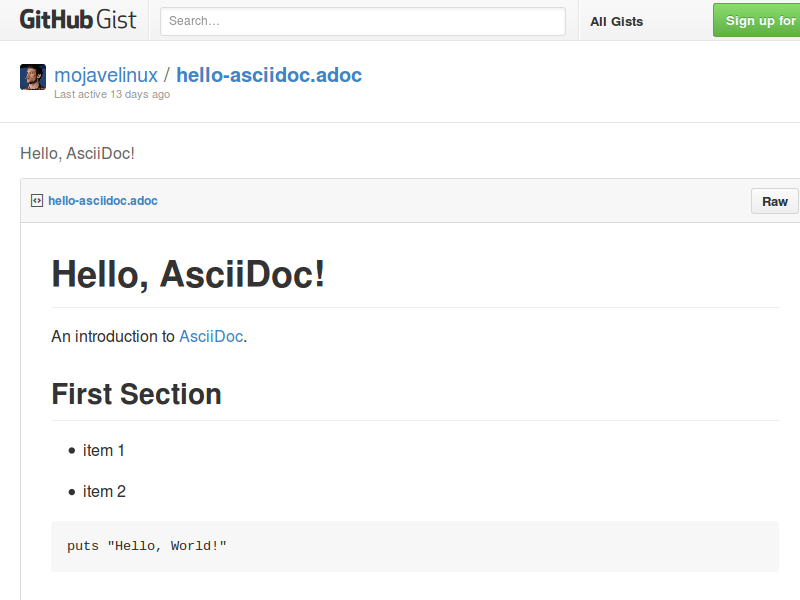 GitHub Gist
Search…
All Gists
Sign up for
mojavelinux / hello-asciidoc.adoc
Last active 13 days ago
Hello, AsciiDoc!
hello-asciidoc.adoc
Raw
Hello, AsciiDoc!
An introduction to AsciiDoc.
First Section
item 1
item 2
puts "Hello, World!"